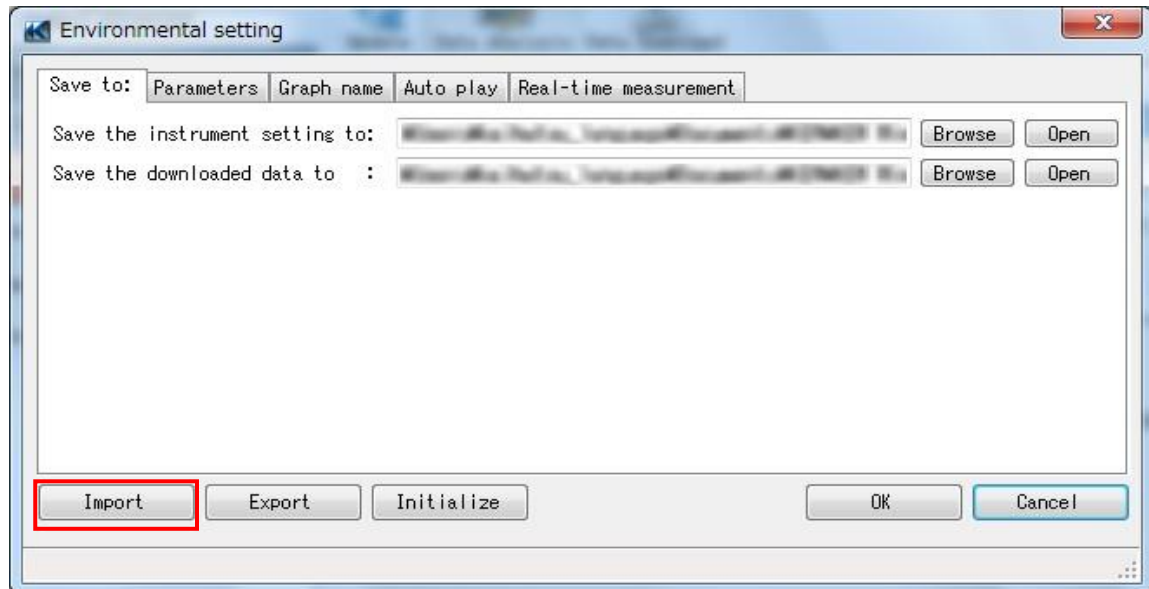 Environmental setting
Save to: Parameters Graph name Auto play Real-time measurement
Save the instrument setting to: Browse Open
Save the downloaded data to : Browse Open
Import Export Initialize OK Cancel